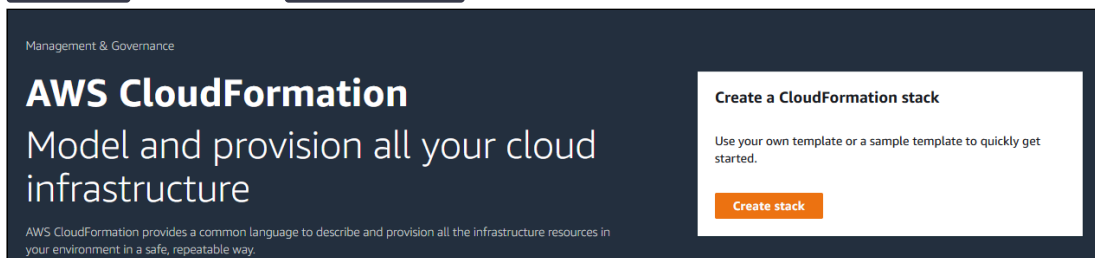 Management & Governance
AWS CloudFormation
Model and provision all your cloud
infrastructure
AWS CloudFormation provides a common language to describe and provision all the infrastructure resources in
your environment in a safe, repeatable way.
Create a CloudFormation stack
Use your own template or a sample template to quickly get
started.
Create stack